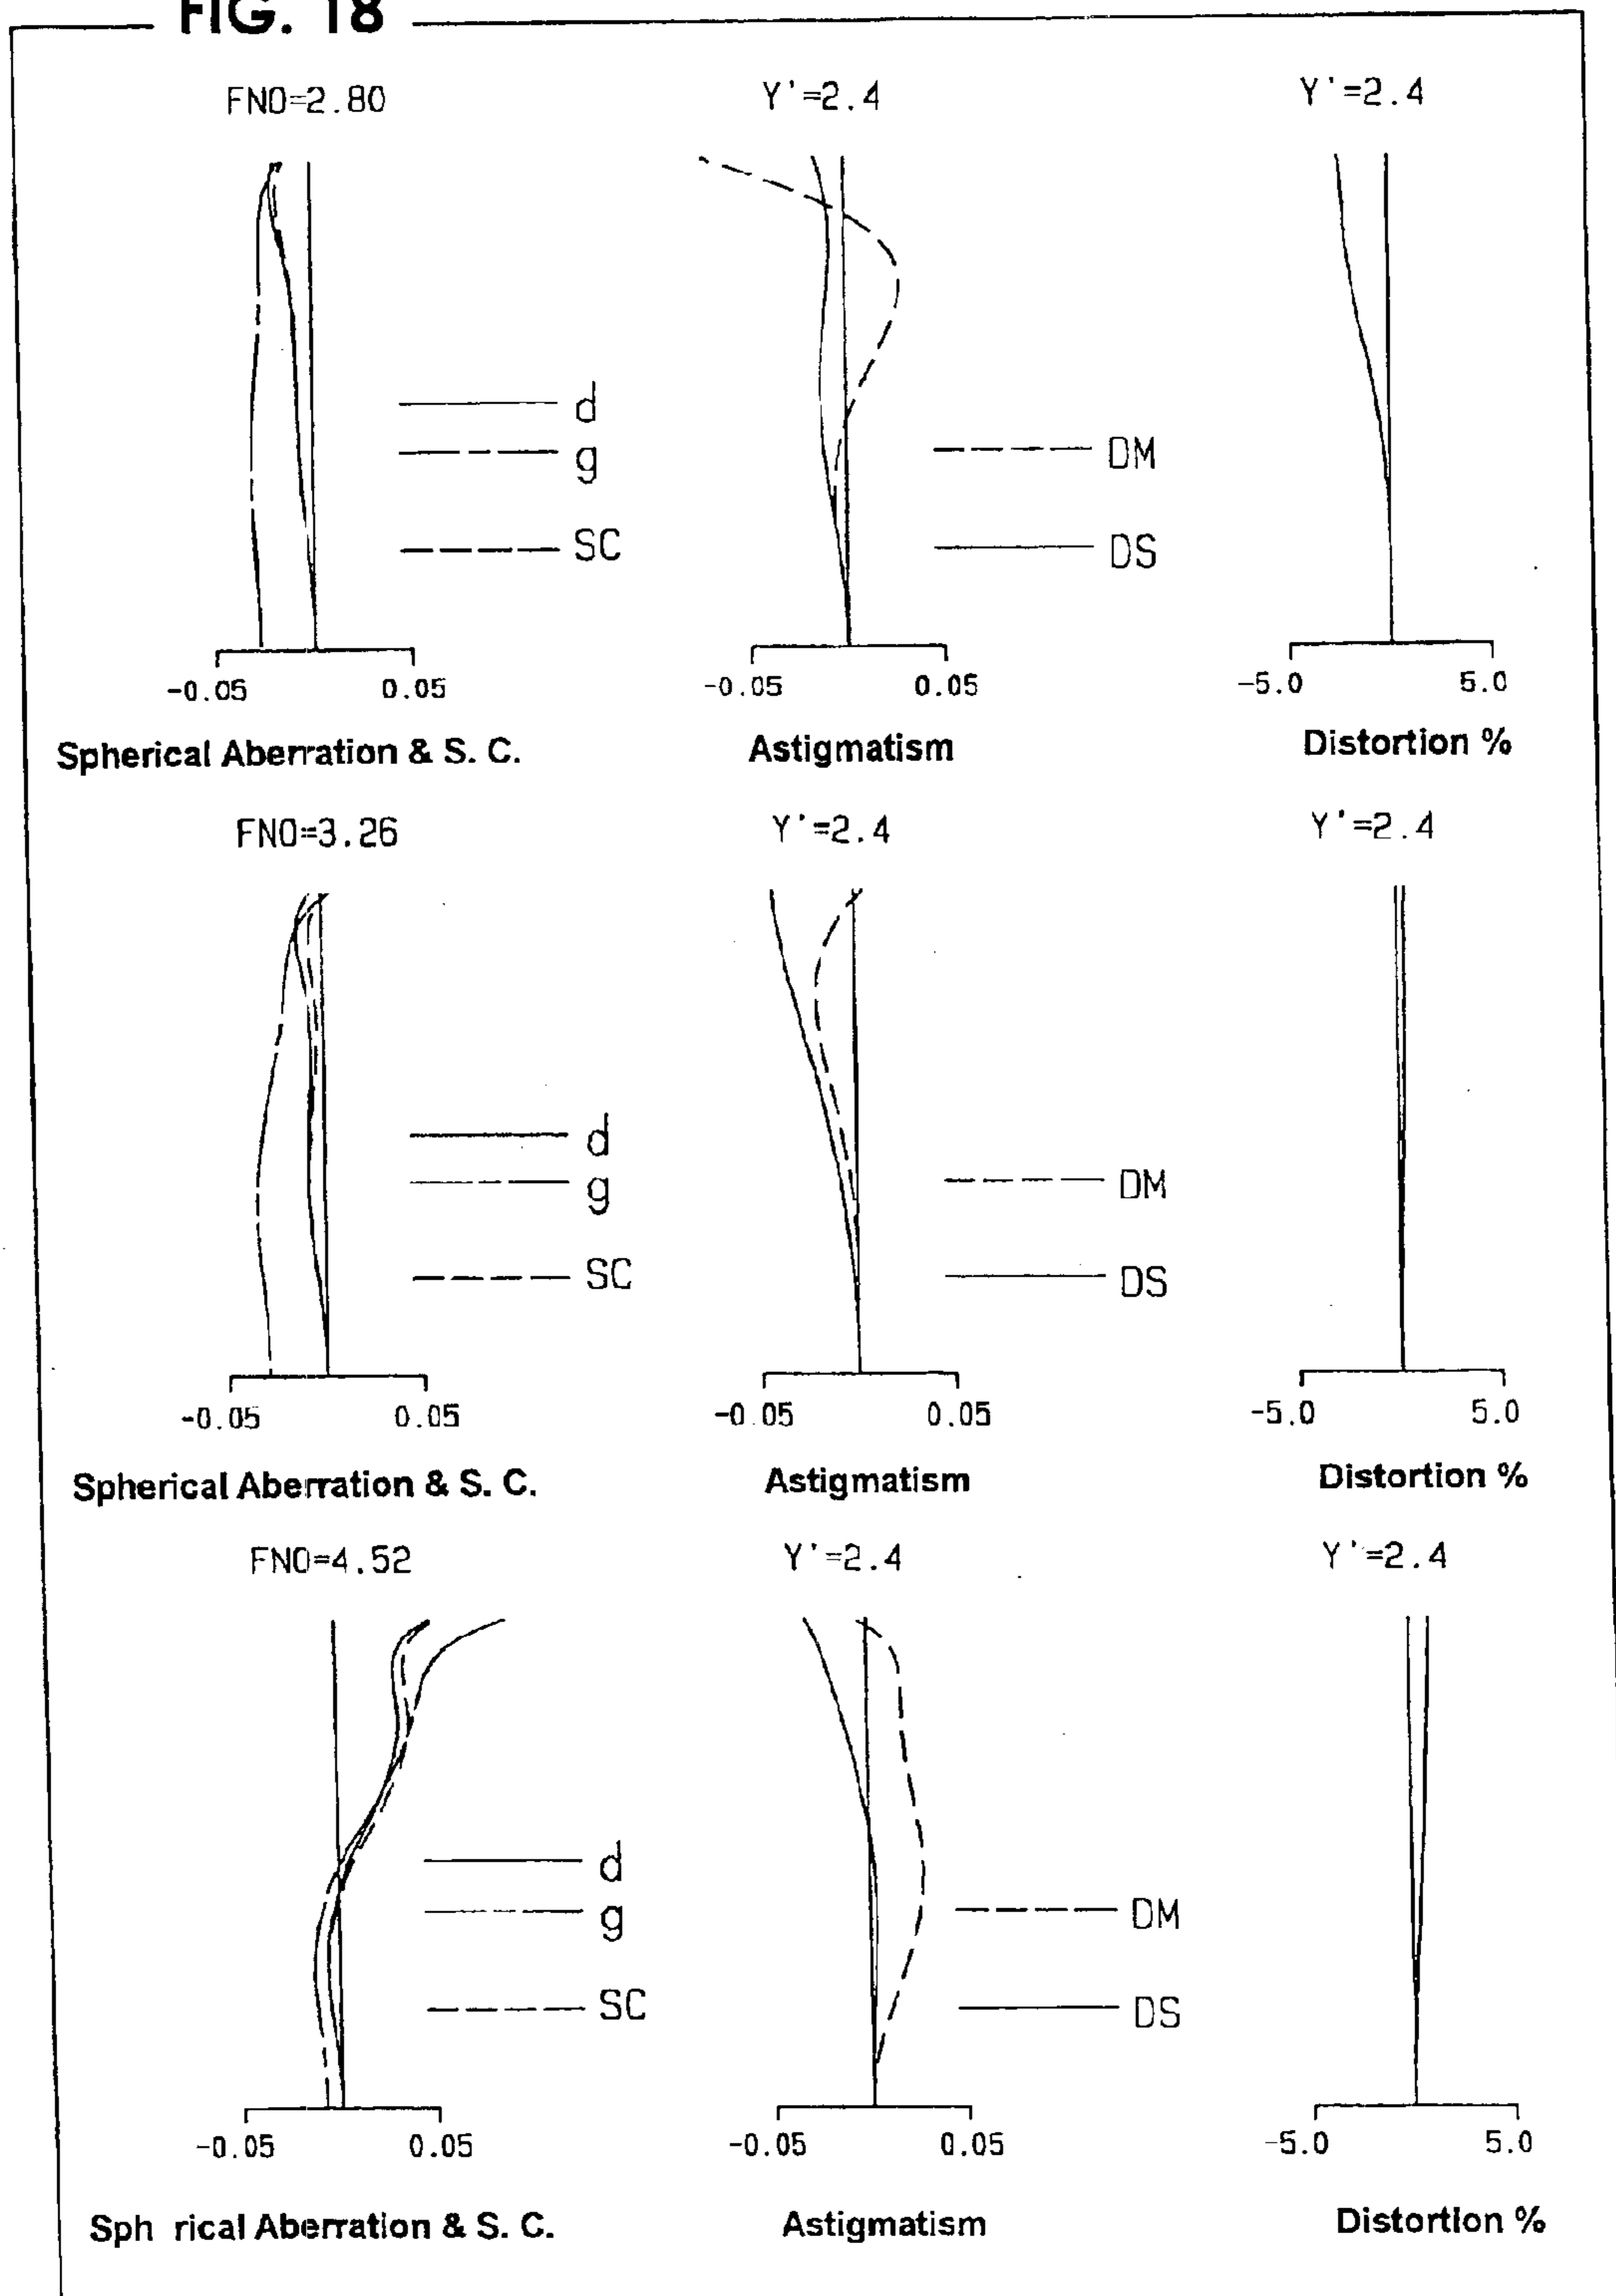 FIG. 18
FNO=2.80
Y'=2.4
Y'=2.4
d
g
SC
DM
DS
-0.05 0.05
-0.05 0.05
-5.0 5.0
Spherical Aberration & S. C.
Astigmatism
Distortion %
FNO=3.26
Y'=2.4
Y'=2.4
d
g
SC
DM
DS
-0.05 0.05
-0.05 0.05
-5.0 5.0
Spherical Aberration & S. C.
Astigmatism
Distortion %
FNO=4.52
Y'=2.4
Y'=2.4
d
g
SC
DM
DS
-0.05 0.05
-0.05 0.05
-5.0 5.0
Sph rical Aberration & S. C.
Astigmatism
Distortion %